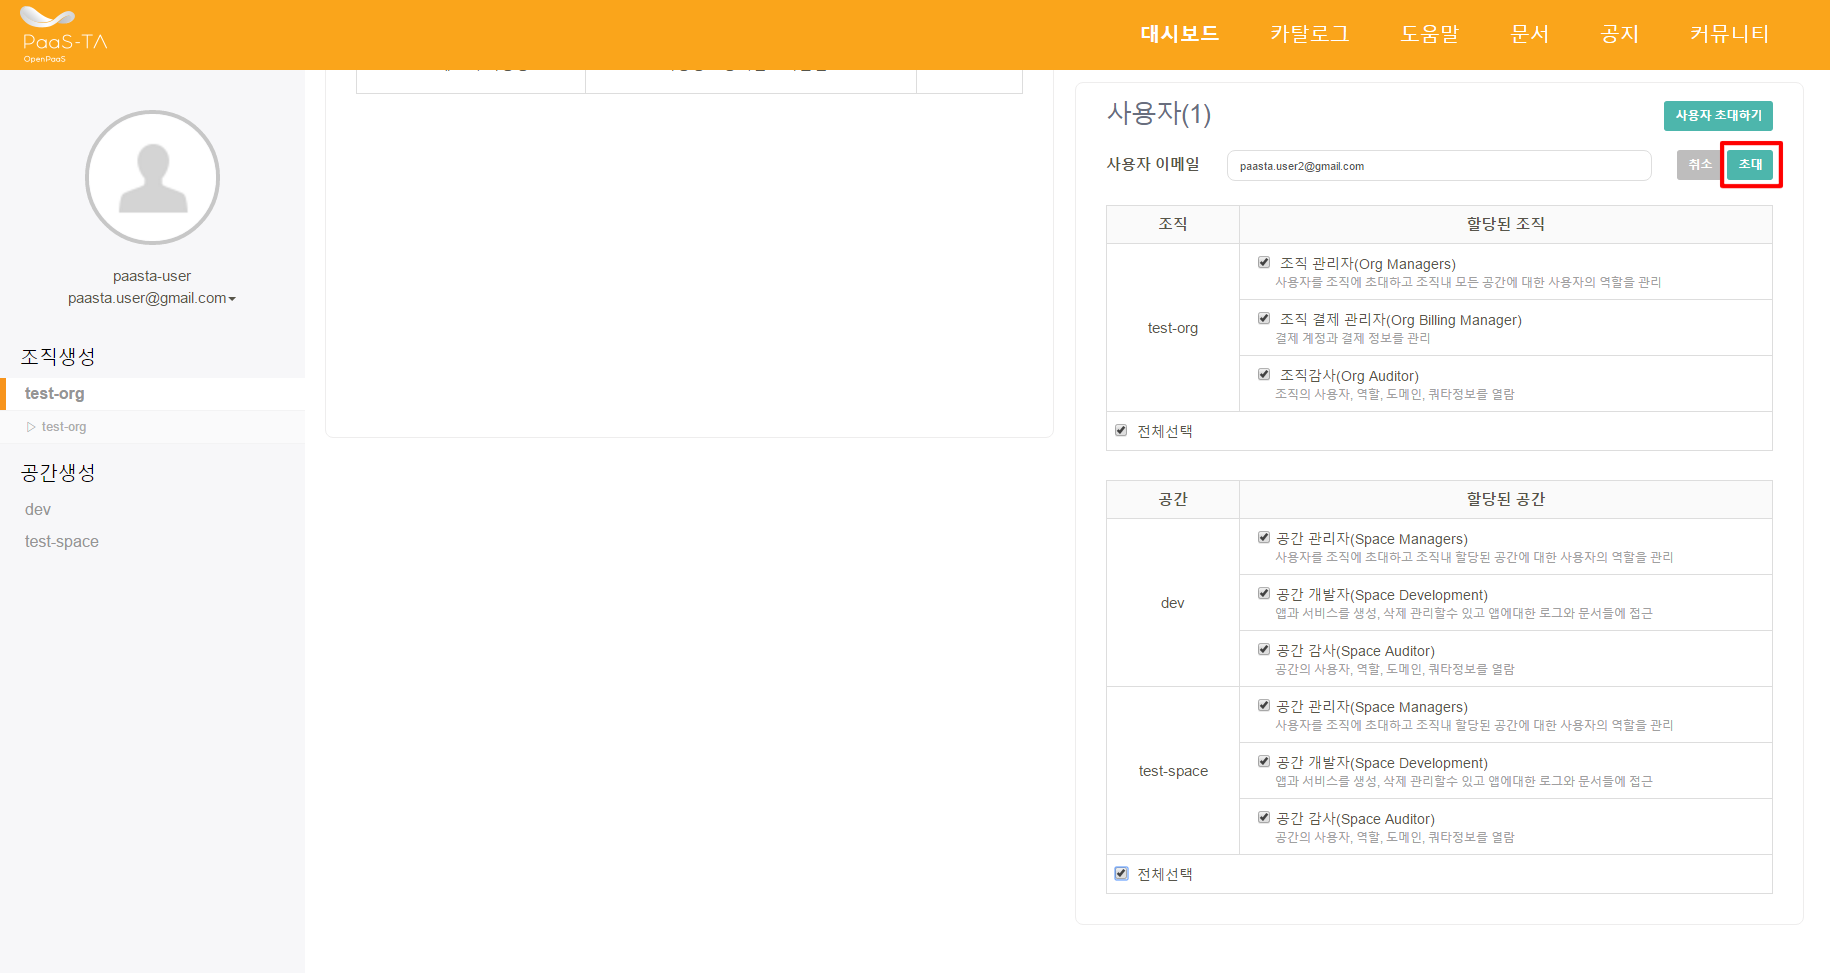 PaaS-TA
OpenPaaS
대시보드
카탈로그
도움말
문서
공지
커뮤니티
paasta-user
paasta.user@gmail.com
조직생성
test-org
▷ test-org
공간생성
dev
test-space
사용자(1)
사용자 초대하기
사용자 이메일
paasta.user2@gmail.com
취소
초대
조직
할당된 조직
test-org
조직 관리자(Org Managers)
사용자를 조직에 초대하고 조직내 모든 공간에 대한 사용자의 역할을 관리
조직 결제 관리자(Org Billing Manager)
결제 계정과 결제 정보를 관리
조직감사(Org Auditor)
조직의 사용자, 역할, 도메인, 쿼타정보를 열람
전체선택
공간
할당된 공간
dev
공간 관리자(Space Managers)
사용자를 조직에 초대하고 조직내 할당된 공간에 대한 사용자의 역할을 관리
공간 개발자(Space Development)
앱과 서비스를 생성, 삭제 관리할수 있고 앱에대한 로그와 문서들에 접근
공간 감사(Space Auditor)
공간의 사용자, 역할, 도메인, 쿼타정보를 열람
test-space
공간 관리자(Space Managers)
사용자를 조직에 초대하고 조직내 할당된 공간에 대한 사용자의 역할을 관리
공간 개발자(Space Development)
앱과 서비스를 생성, 삭제 관리할수 있고 앱에대한 로그와 문서들에 접근
공간 감사(Space Auditor)
공간의 사용자, 역할, 도메인, 쿼타정보를 열람
전체선택